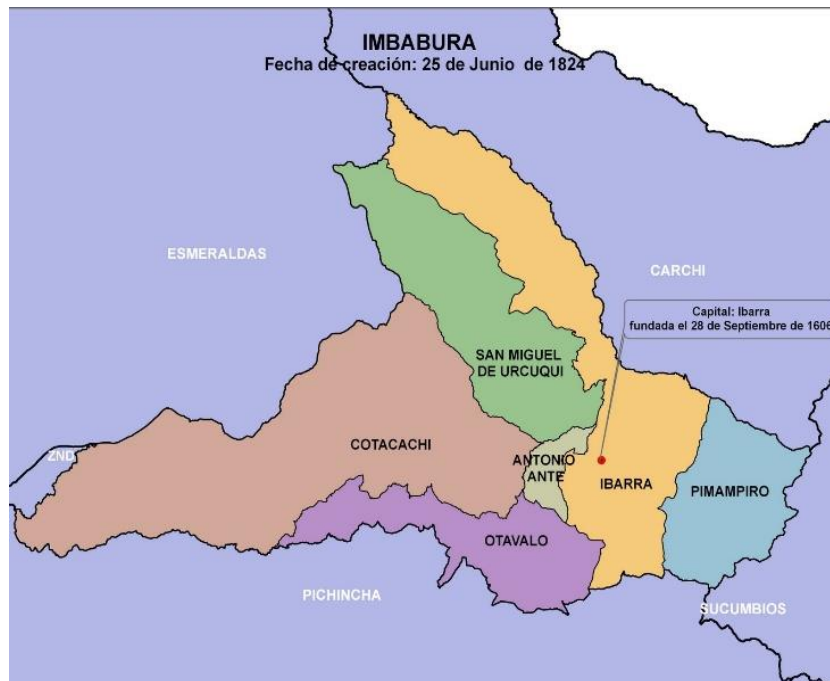 IMBABURA
Fecha de creación: 25 de Junio de 1824
ESMERALDAS
CARCHI
Capital: Ibarra
fundada el 28 de Septiembre de 1606
SAN MIGUEL
DE URCUQUI
COTACACHI
ZND
ANTONIO
ANTE
IBARRA
PIMAMPIRO
OTAVALO
PICHINCHA
SUCUMBIOS